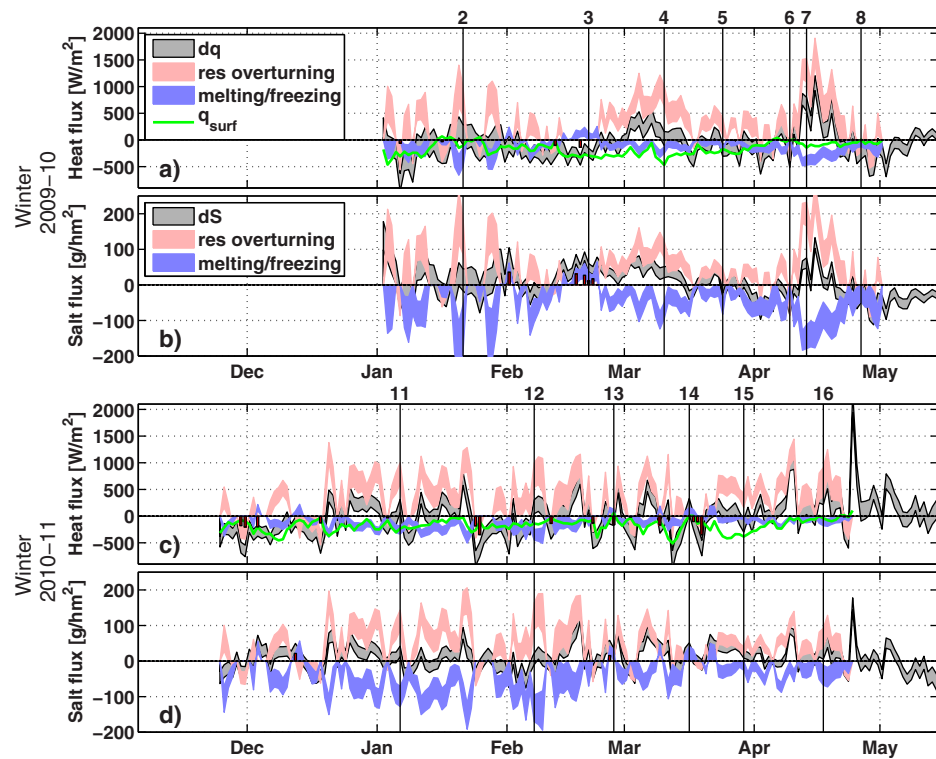 2 3 4 5 6 7 8
2000
1500
1000
500
0
−500
Heat flux [W/m²]
dq
res overturning
melting/freezing
q_surf
a)
Winter
2009−10
200
100
0
−100
−200
Salt flux [g/hm²]
dS
res overturning
melting/freezing
b)
Dec Jan Feb Mar Apr May
11 12 13 14 15 16
2000
1500
1000
500
0
−500
Heat flux [W/m²]
c)
Winter
2010−11
200
100
0
−100
−200
Salt flux [g/hm²]
d)
Dec Jan Feb Mar Apr May